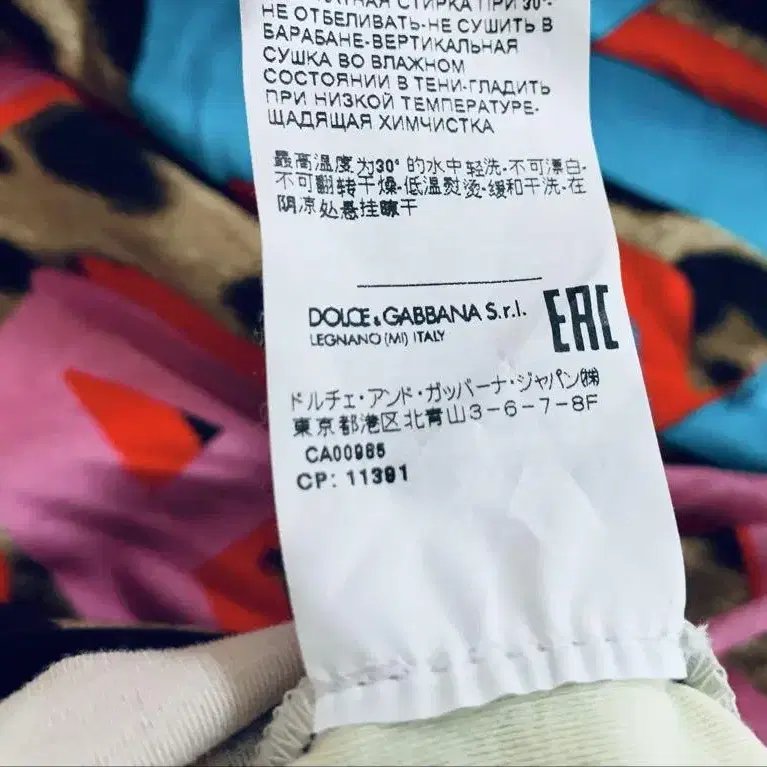 СТИРКА ПРИ 30°-
НЕ ОТБЕЛИВАТЬ-НЕ СУШИТЬ В
БАРАБАНЕ-ВЕРТИКАЛЬНАЯ
СУШКА ВО ВЛАЖНОМ
СОСТОЯНИИ В ТЕНИ-ГЛАДИТЬ
ПРИ НИЗКОЙ ТЕМПЕРАТУРЕ-
ЩАДЯЩАЯ ХИМЧИСТКА
最高温度为30° 的水中轻洗-不可漂白-
不可翻转干燥-低温熨烫-缓和干洗-在
阴凉处悬挂晾干
DOLCE & GABBANA S.r.l.
LEGNANO (MI) ITALY
EAC
ドルチェ・アンド・ガッバーナ・ジャパン㈱
東京都港区北青山3-6-7-8F
CA00985
CP: 11391